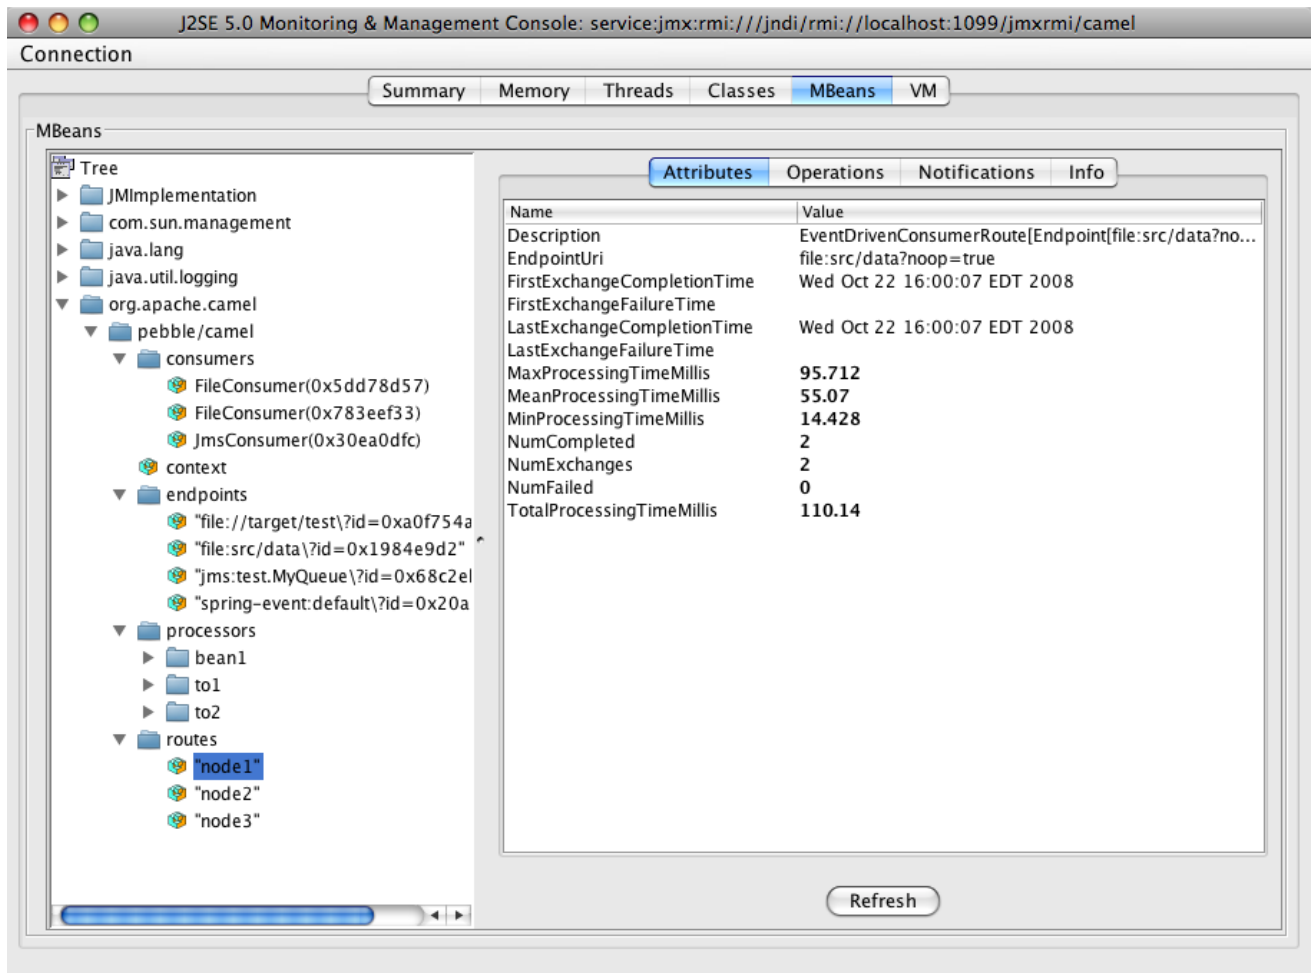 J2SE 5.0 Monitoring & Management Console: service:jmx:rmi:///jndi/rmi://localhost:1099/jmxrmi/camel
Connection
Summary Memory Threads Classes MBeans VM
MBeans
Tree
JMImplementation
com.sun.management
java.lang
java.util.logging
org.apache.camel
pebble/camel
consumers
FileConsumer(0x5dd78d57)
FileConsumer(0x783eef33)
JmsConsumer(0x30ea0dfc)
context
endpoints
"file://target/test\?id=0xa0f754a
"file:src/data\?id=0x1984e9d2"
"jms:test.MyQueue\?id=0x68c2el
"spring-event:default\?id=0x20a
processors
bean1
to1
to2
routes
"node1"
"node2"
"node3"
Attributes Operations Notifications Info
Name Value
Description EventDrivenConsumerRoute[Endpoint[file:src/data?no...
EndpointUri file:src/data?noop=true
FirstExchangeCompletionTime Wed Oct 22 16:00:07 EDT 2008
FirstExchangeFailureTime
LastExchangeCompletionTime Wed Oct 22 16:00:07 EDT 2008
LastExchangeFailureTime
MaxProcessingTimeMillis 95.712
MeanProcessingTimeMillis 55.07
MinProcessingTimeMillis 14.428
NumCompleted 2
NumExchanges 2
NumFailed 0
TotalProcessingTimeMillis 110.14
Refresh